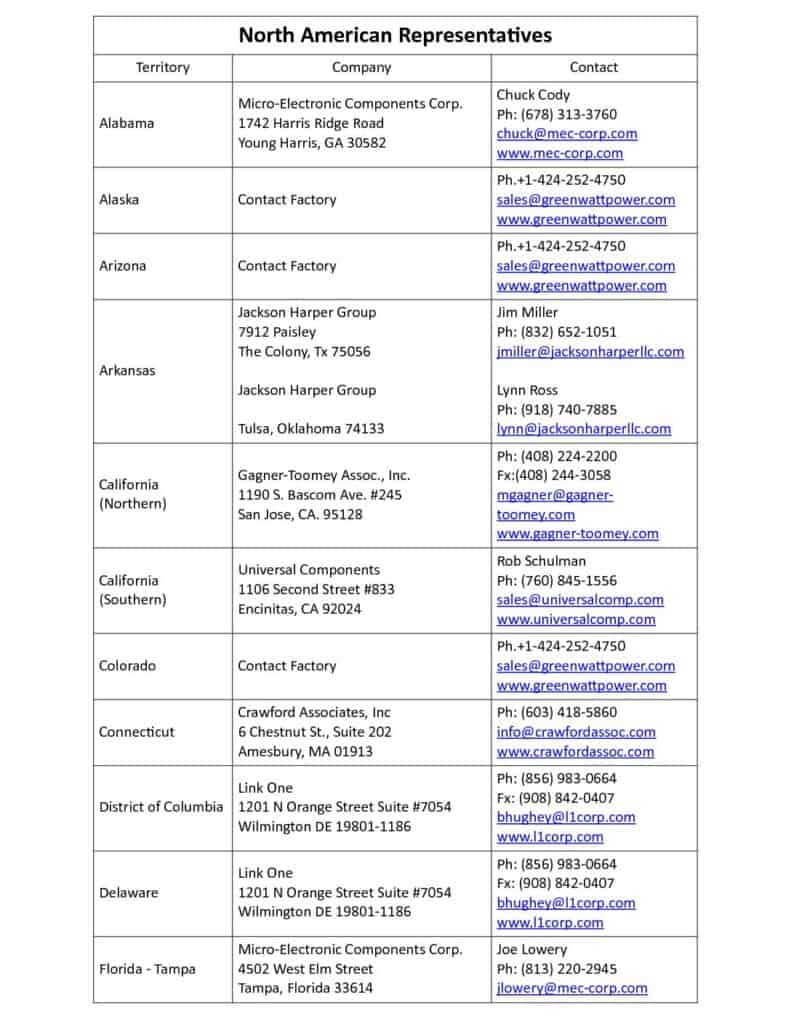 North American Representatives
Territory
Company
Contact
Alabama
Micro-Electronic Components Corp.
1742 Harris Ridge Road
Young Harris, GA 30582
Chuck Cody
Ph: (678) 313-3760
chuck@mec-corp.com
www.mec-corp.com
Alaska
Contact Factory
Ph.+1-424-252-4750
sales@greenwattpower.com
www.greenwattpower.com
Arizona
Contact Factory
Ph.+1-424-252-4750
sales@greenwattpower.com
www.greenwattpower.com
Arkansas
Jackson Harper Group
7912 Paisley
The Colony, Tx 75056
Jackson Harper Group
Tulsa, Oklahoma 74133
Jim Miller
Ph: (832) 652-1051
jmiller@jacksonharperllc.com
Lynn Ross
Ph: (918) 740-7885
lynn@jacksonharperllc.com
California
(Northern)
Gagner-Toomey Assoc., Inc.
1190 S. Bascom Ave. #245
San Jose, CA. 95128
Ph: (408) 224-2200
Fx:(408) 244-3058
mgagner@gagner-
toomey.com
www.gagner-toomey.com
California
(Southern)
Universal Components
1106 Second Street #833
Encinitas, CA 92024
Rob Schulman
Ph: (760) 845-1556
sales@universalcomp.com
www.universalcomp.com
Colorado
Contact Factory
Ph.+1-424-252-4750
sales@greenwattpower.com
www.greenwattpower.com
Connecticut
Crawford Associates, Inc
6 Chestnut St., Suite 202
Amesbury, MA 01913
Ph: (603) 418-5860
info@crawfordassoc.com
www.crawfordassoc.com
District of Columbia
Link One
1201 N Orange Street Suite #7054
Wilmington DE 19801-1186
Ph: (856) 983-0664
Fx: (908) 842-0407
bhughey@l1corp.com
www.l1corp.com
Delaware
Link One
1201 N Orange Street Suite #7054
Wilmington DE 19801-1186
Ph: (856) 983-0664
Fx: (908) 842-0407
bhughey@l1corp.com
www.l1corp.com
Florida - Tampa
Micro-Electronic Components Corp.
4502 West Elm Street
Tampa, Florida 33614
Joe Lowery
Ph: (813) 220-2945
jlowery@mec-corp.com